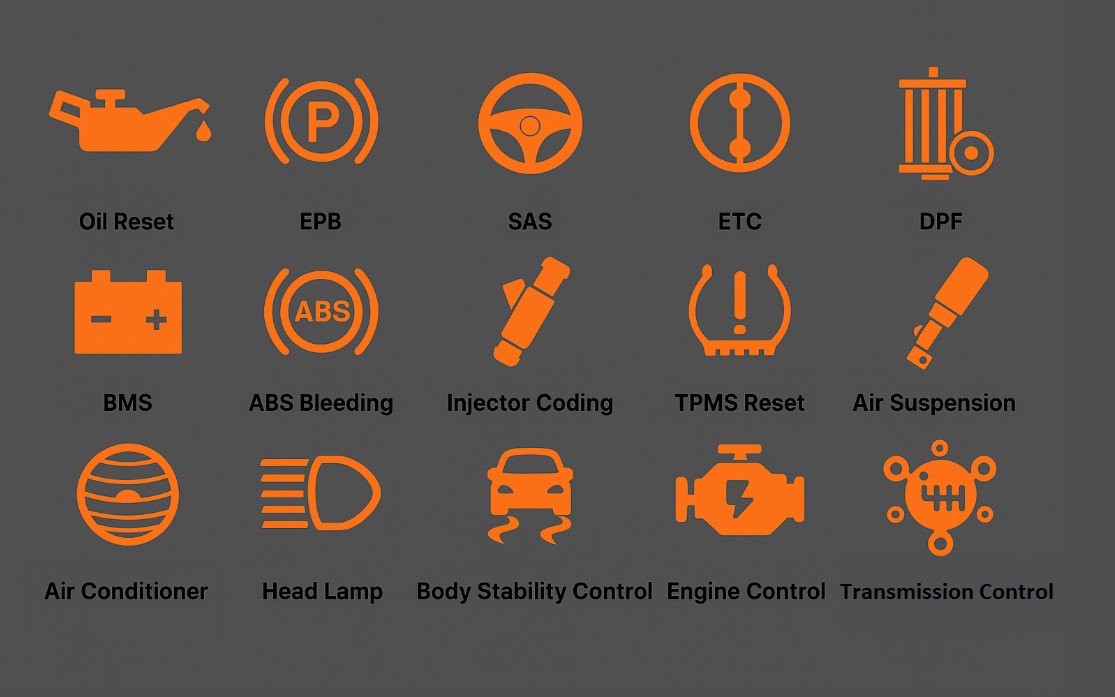 P
Oil Reset
EPB
SAS
ETC
DPF
ABS
BMS
ABS Bleeding
Injector Coding
TPMS Reset
Air Suspension
Air Conditioner
Head Lamp
Body Stability Control
Engine Control
Transmission Control